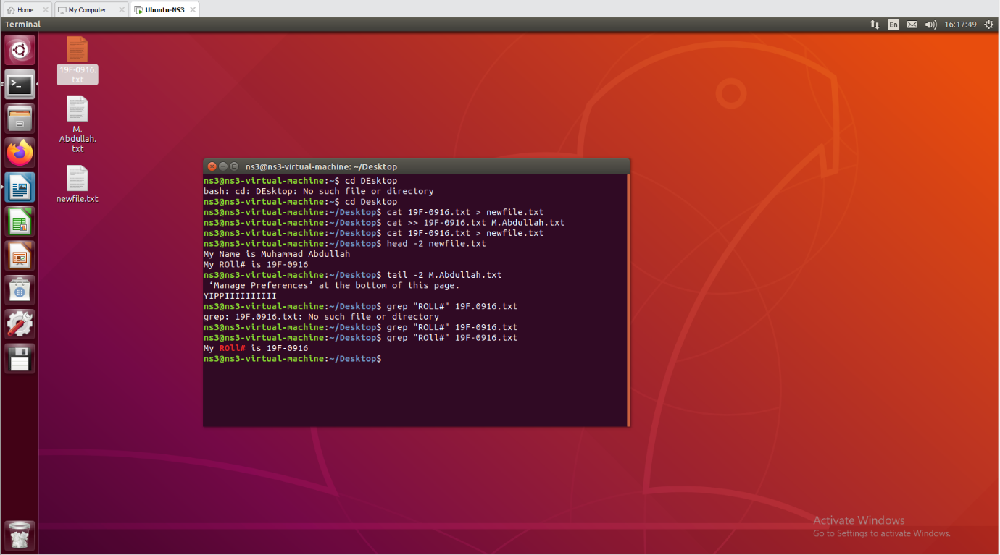 Home
My Computer
Ubuntu-NS3
Terminal
En
16:17:49
19F-0916.
txt
M.
Abdullah.
txt
newfile.txt
ns3@ns3-virtual-machine: ~/Desktop
ns3@ns3-virtual-machine:~$ cd DEsktop
bash: cd: DEsktop: No such file or directory
ns3@ns3-virtual-machine:~$ cd Desktop
ns3@ns3-virtual-machine:~/Desktop$ cat 19F-0916.txt > newfile.txt
ns3@ns3-virtual-machine:~/Desktop$ cat >> 19F-0916.txt M.Abdullah.txt
ns3@ns3-virtual-machine:~/Desktop$ cat 19F-0916.txt > newfile.txt
ns3@ns3-virtual-machine:~/Desktop$ head -2 newfile.txt
My Name is Muhammad Abdullah
My ROll# is 19F-0916
ns3@ns3-virtual-machine:~/Desktop$ tail -2 M.Abdullah.txt
‘Manage Preferences’ at the bottom of this page.
YIPPIIIIIIIIII
ns3@ns3-virtual-machine:~/Desktop$ grep "ROLL#" 19F.0916.txt
grep: 19F.0916.txt: No such file or directory
ns3@ns3-virtual-machine:~/Desktop$ grep "ROLL#" 19F-0916.txt
ns3@ns3-virtual-machine:~/Desktop$ grep "ROll#" 19F-0916.txt
My ROll# is 19F-0916
ns3@ns3-virtual-machine:~/Desktop$
Activate Windows
Go to Settings to activate Windows.